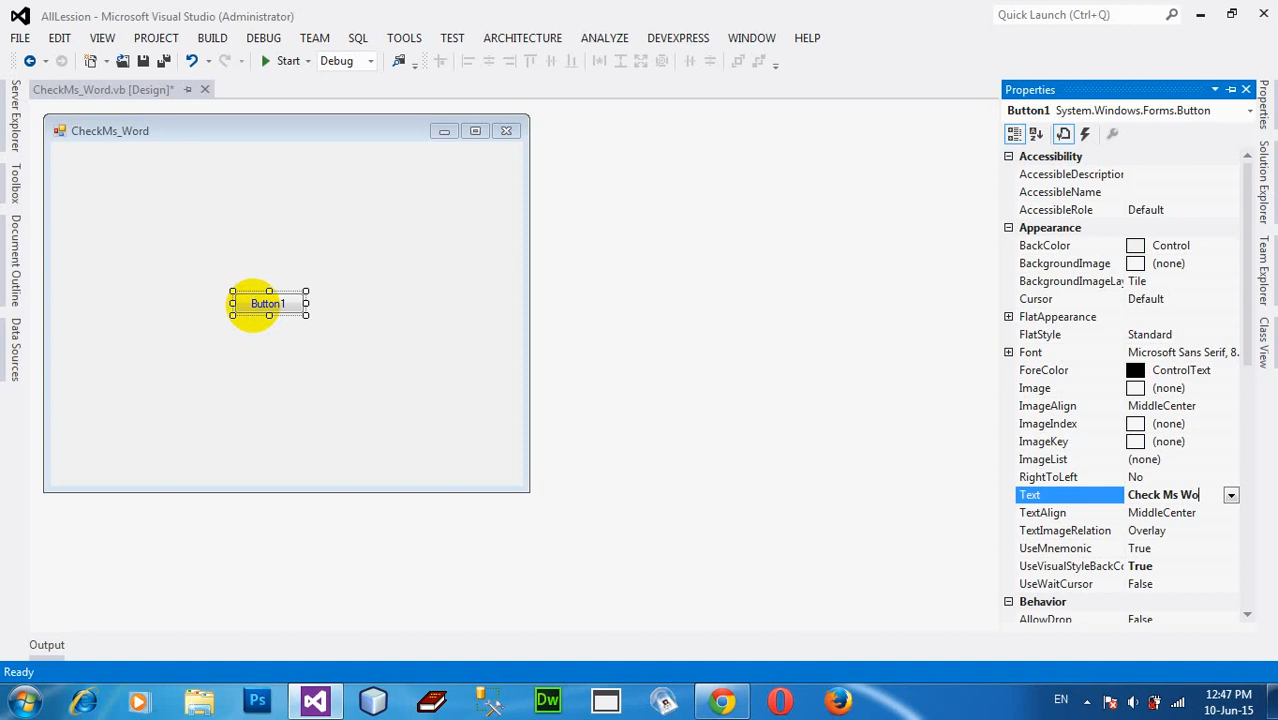 AllLession - Microsoft Visual Studio (Administrator)
Quick Launch (Ctrl+Q)
FILE EDIT VIEW PROJECT BUILD DEBUG TEAM SQL TOOLS TEST ARCHITECTURE ANALYZE DEVEXPRESS WINDOW HELP
Start Debug
CheckMs_Word.vb [Design]*
Server Explorer
Toolbox
Document Outline
Data Sources
CheckMs_Word
Button1
Properties
Button1 System.Windows.Forms.Button
Accessibility
AccessibleDescription
AccessibleName
AccessibleRole Default
Appearance
BackColor Control
BackgroundImage (none)
BackgroundImageLay Tile
Cursor Default
FlatAppearance
FlatStyle Standard
Font Microsoft Sans Serif, 8.
ForeColor ControlText
Image (none)
ImageAlign MiddleCenter
ImageIndex (none)
ImageKey (none)
ImageList (none)
RightToLeft No
Text Check Ms Wo
TextAlign MiddleCenter
TextImageRelation Overlay
UseMnemonic True
UseVisualStyleBackCo True
UseWaitCursor False
Behavior
AllowDrop False
Properties
Solution Explorer
Team Explorer
Class View
Output
Ready
Ps
Dw
EN
12:47 PM
10-Jun-15